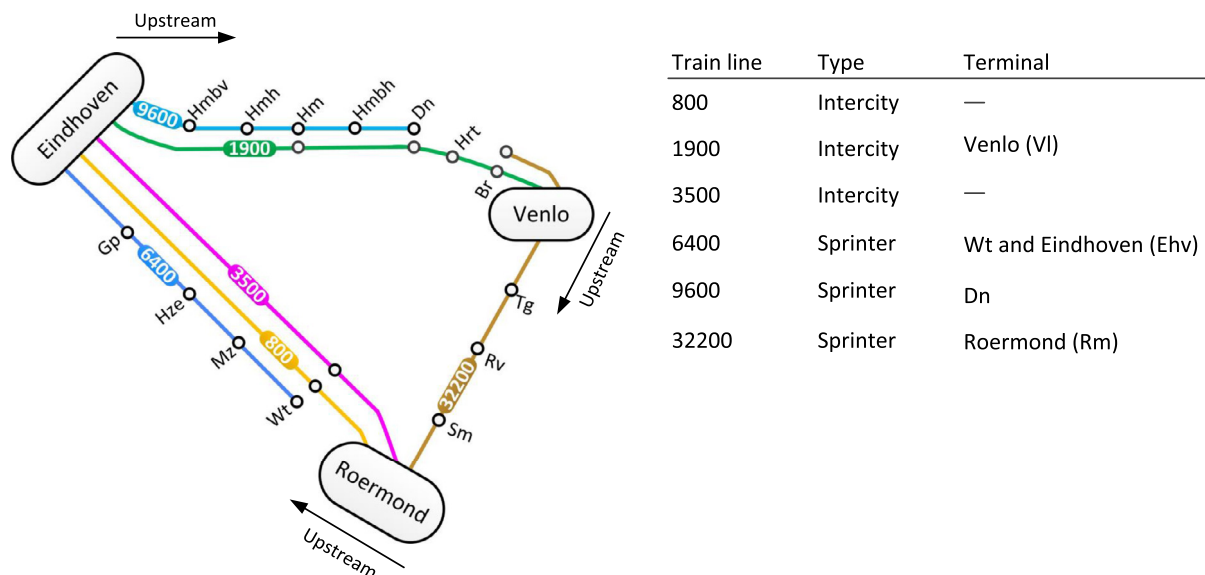 Upstream
Eindhoven
9600
Hmbv
Hmh
Hm
Hmbh
Dn
1900
Hrt
Br
Venlo
Upstream
Gp
6400
Hze
Mz
Wt
3500
800
Tg
Rv
32200
Sm
Roermond
Upstream
Train line Type Terminal
800 Intercity —
1900 Intercity Venlo (Vl)
3500 Intercity —
6400 Sprinter Wt and Eindhoven (Ehv)
9600 Sprinter Dn
32200 Sprinter Roermond (Rm)